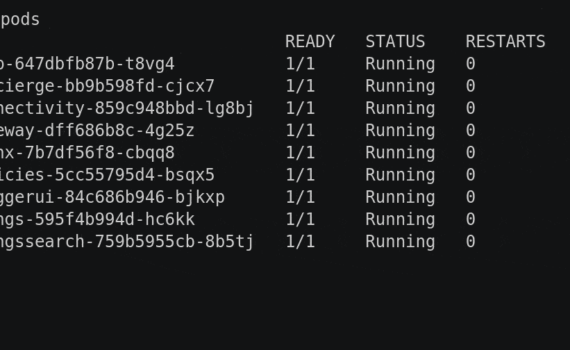 pods
READY STATUS RESTARTS
o-647dbfb87b-t8vg4 1/1 Running 0
cierge-bb9b598fd-cjcx7 1/1 Running 0
nectivity-859c948bbd-lg8bj 1/1 Running 0
eway-dff686b8c-4g25z 1/1 Running 0
nx-7b7df56f8-cbqq8 1/1 Running 0
icies-5cc55795d4-bsqx5 1/1 Running 0
ggerui-84c686b946-bjkxp 1/1 Running 0
ngs-595f4b994d-hc6kk 1/1 Running 0
ngssearch-759b5955cb-8b5tj 1/1 Running 0